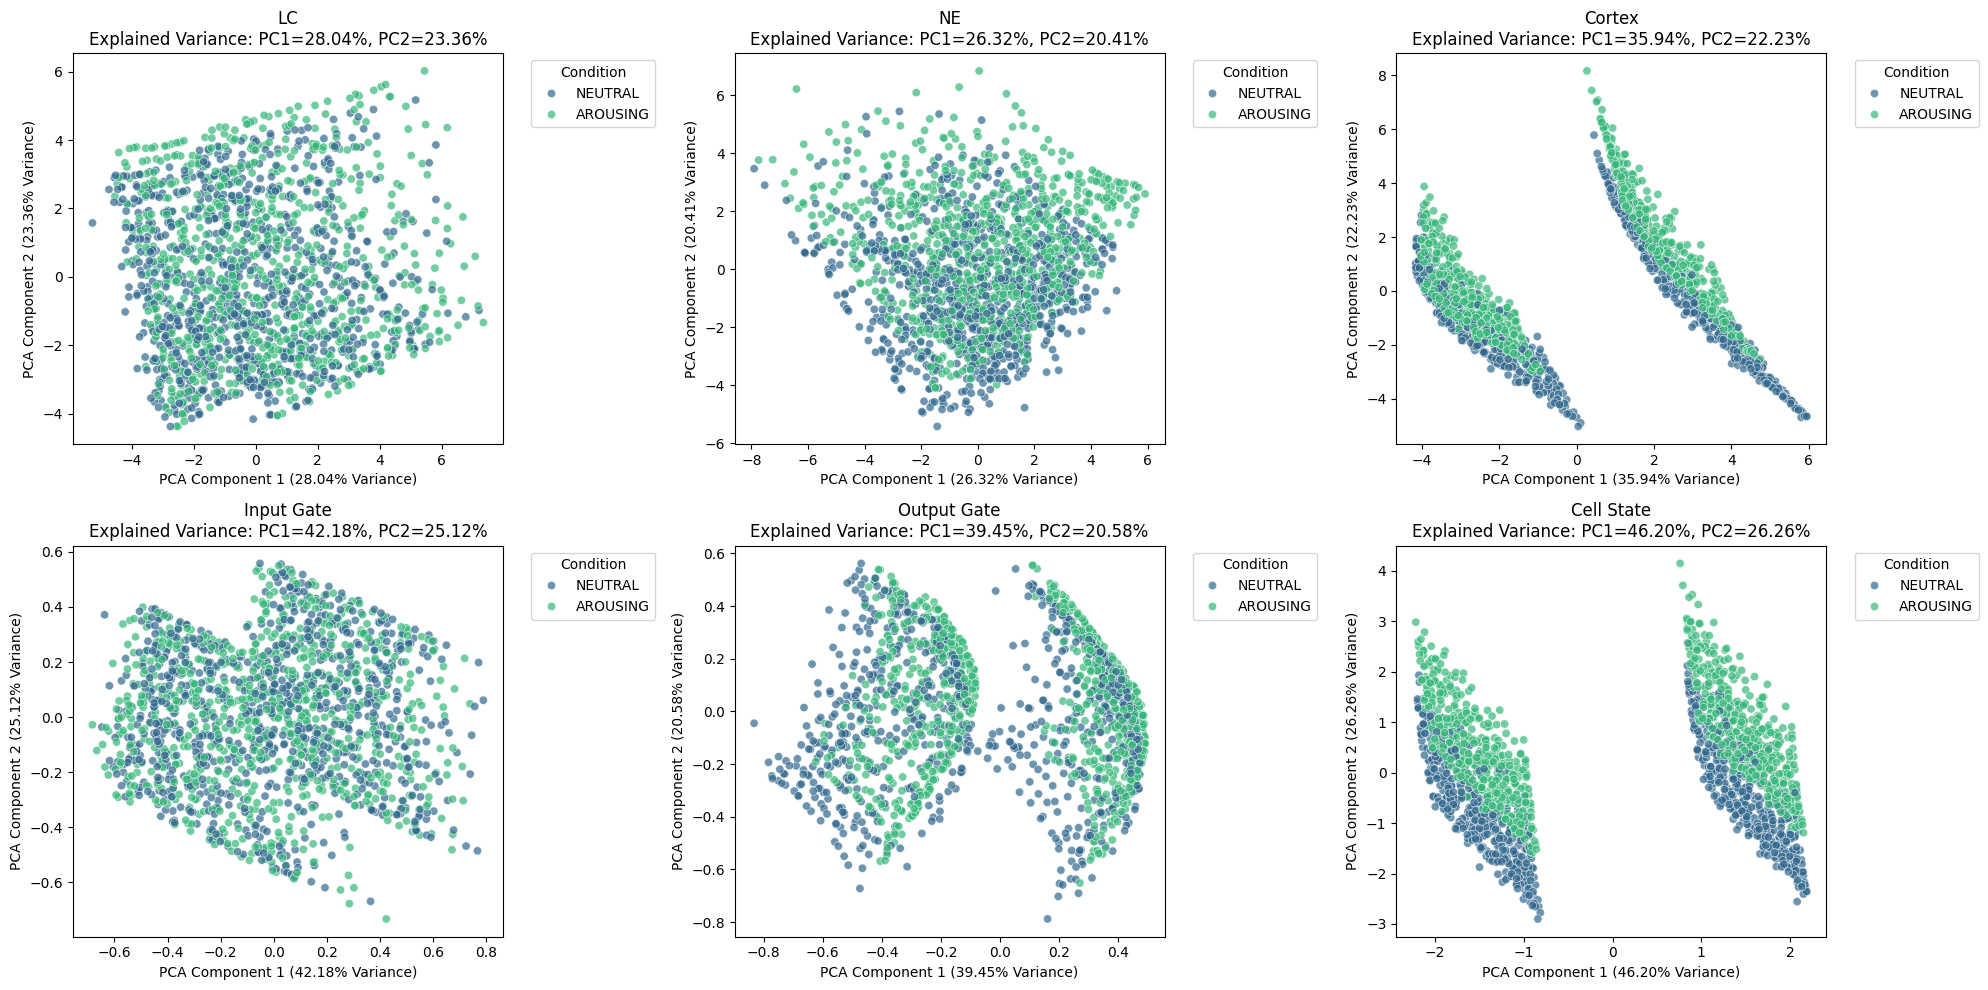 LC
Explained Variance: PC1=28.04%, PC2=23.36%
6
4
2
0
−2
−4
PCA Component 2 (23.36% Variance)
−4
−2
0
2
4
6
PCA Component 1 (28.04% Variance)
Condition
NEUTRAL
AROUSING
NE
Explained Variance: PC1=26.32%, PC2=20.41%
6
4
2
0
−2
−4
−6
PCA Component 2 (20.41% Variance)
−8
−6
−4
−2
0
2
4
6
PCA Component 1 (26.32% Variance)
Condition
NEUTRAL
AROUSING
Cortex
Explained Variance: PC1=35.94%, PC2=22.23%
8
6
4
2
0
−2
−4
PCA Component 2 (22.23% Variance)
−4
−2
0
2
4
6
PCA Component 1 (35.94% Variance)
Condition
NEUTRAL
AROUSING
Input Gate
Explained Variance: PC1=42.18%, PC2=25.12%
0.6
0.4
0.2
0.0
−0.2
−0.4
−0.6
PCA Component 2 (25.12% Variance)
−0.6
−0.4
−0.2
0.0
0.2
0.4
0.6
0.8
PCA Component 1 (42.18% Variance)
Condition
NEUTRAL
AROUSING
Output Gate
Explained Variance: PC1=39.45%, PC2=20.58%
0.6
0.4
0.2
0.0
−0.2
−0.4
−0.6
−0.8
PCA Component 2 (20.58% Variance)
−0.8
−0.6
−0.4
−0.2
0.0
0.2
0.4
PCA Component 1 (39.45% Variance)
Condition
NEUTRAL
AROUSING
Cell State
Explained Variance: PC1=46.20%, PC2=26.26%
4
3
2
1
0
−1
−2
−3
PCA Component 2 (26.26% Variance)
−2
−1
0
1
2
PCA Component 1 (46.20% Variance)
Condition
NEUTRAL
AROUSING